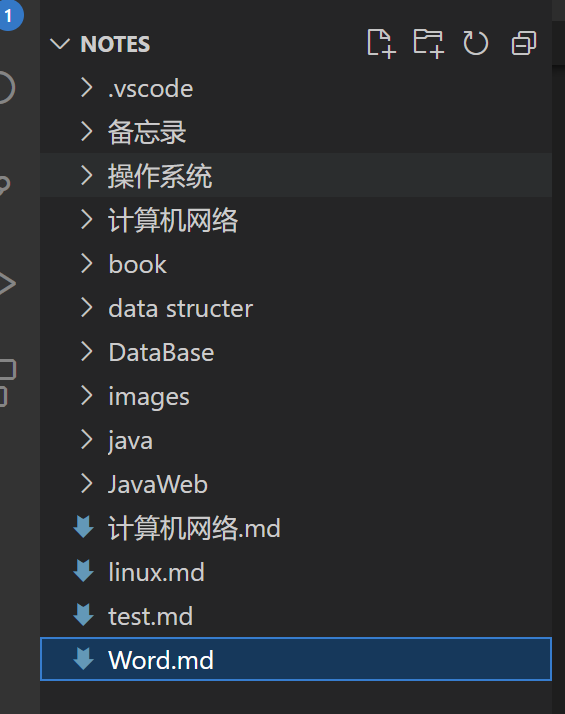 1
NOTES
.vscode
备忘录
操作系统
计算机网络
book
data structer
DataBase
images
java
JavaWeb
计算机网络.md
linux.md
test.md
Word.md